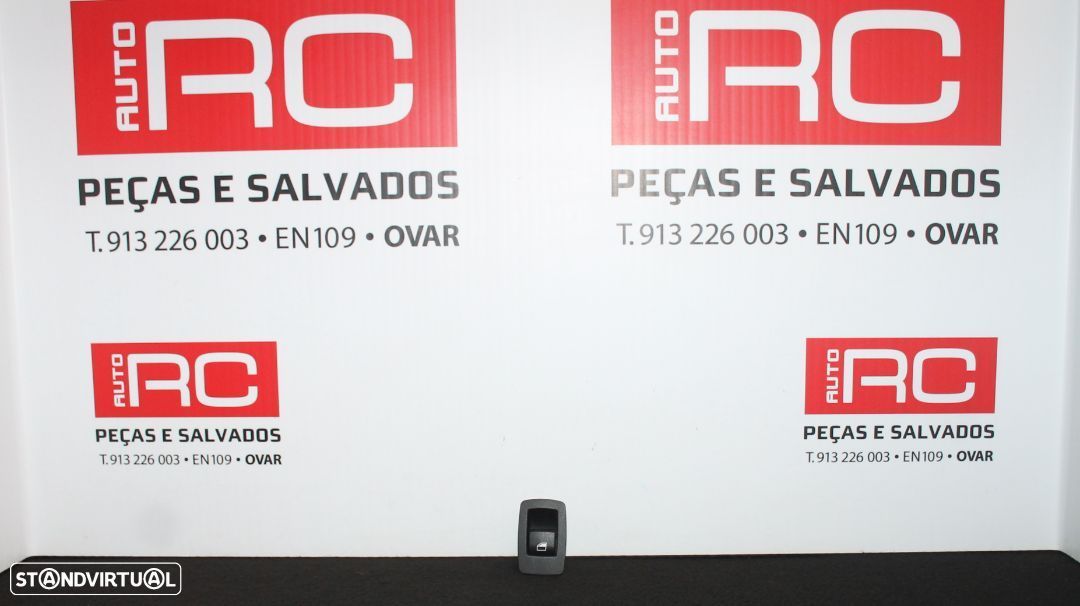 AUTO RC
PEÇAS E SALVADOS
T. 913 226 003 • EN109 • OVAR
AUTO RC
PEÇAS E SALVADOS
T. 913 226 003 • EN109 • OVAR
AUTO RC
PEÇAS E SALVADOS
T. 913 226 003 • EN109 • OVAR
AUTO RC
PEÇAS E SALVADOS
T. 913 226 003 • EN109 • OVAR
STANDVIRTUAL